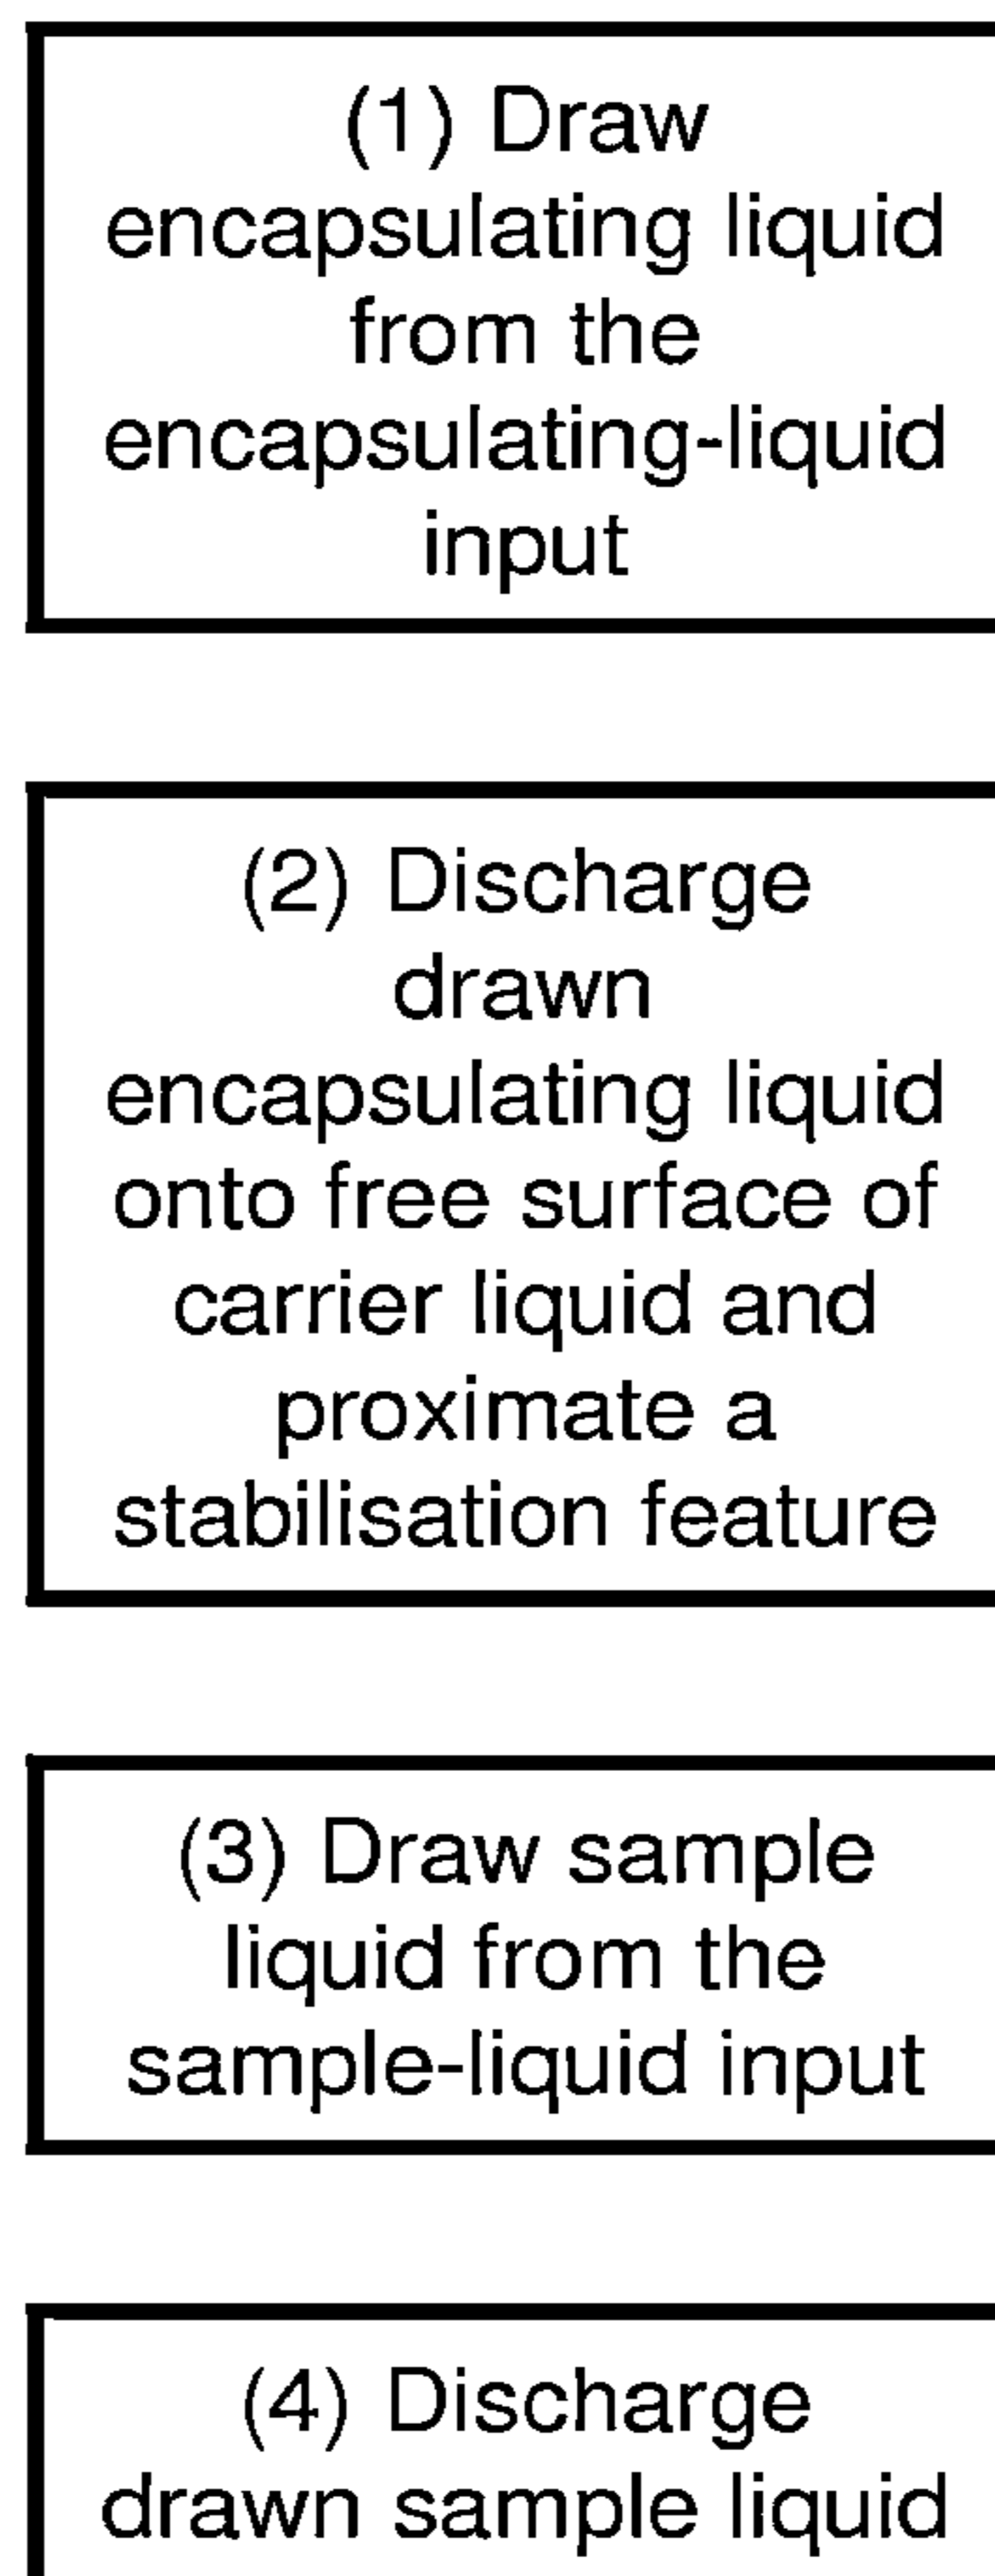 (1) Draw
encapsulating liquid
from the
encapsulating-liquid
input
(2) Discharge
drawn
encapsulating liquid
onto free surface of
carrier liquid and
proximate a
stabilisation feature
(3) Draw sample
liquid from the
sample-liquid input
(4) Discharge
drawn sample liquid